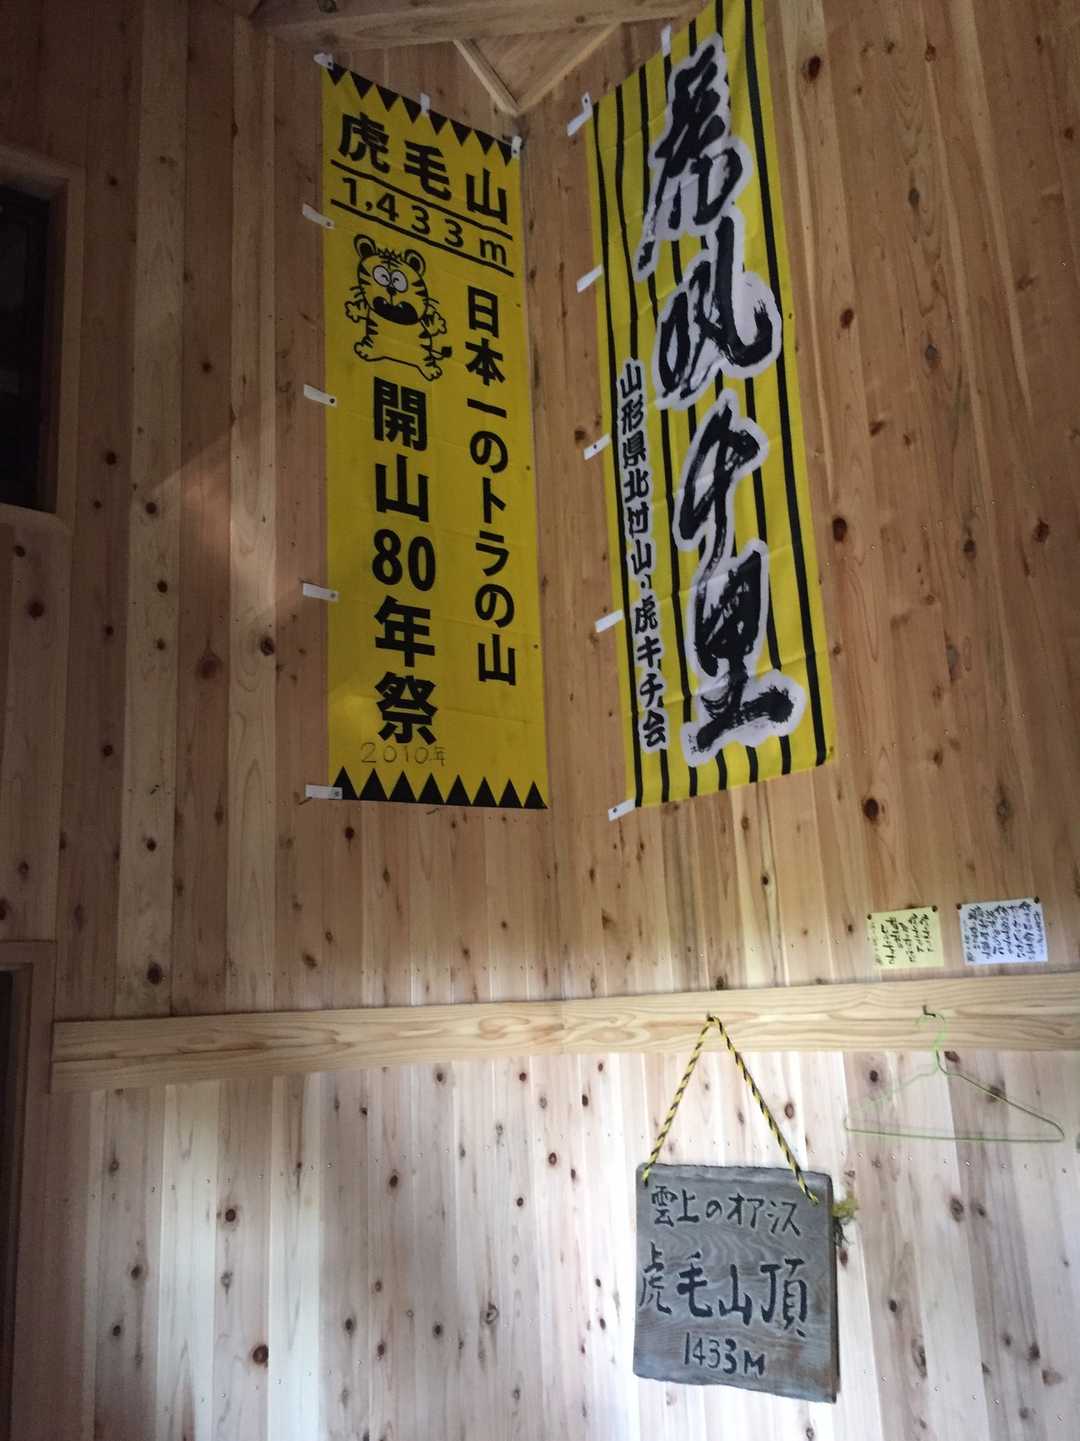 虎毛山
1,433m
日本一のトラの山
開山80年祭
2010年
虎吼千里
山形県北村山・虎キチ会
雲上のオアシス
虎毛山頂
1433M